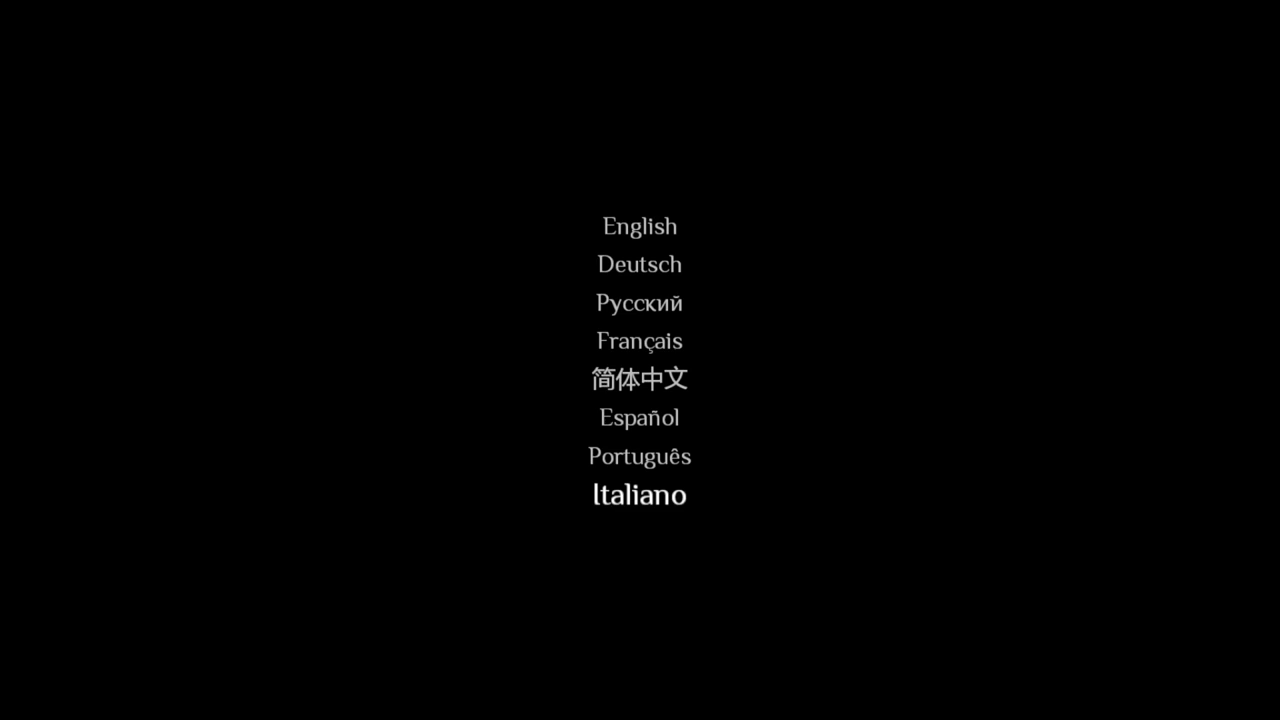 English
Deutsch
Русский
Français
简体中文
Español
Português
Italiano